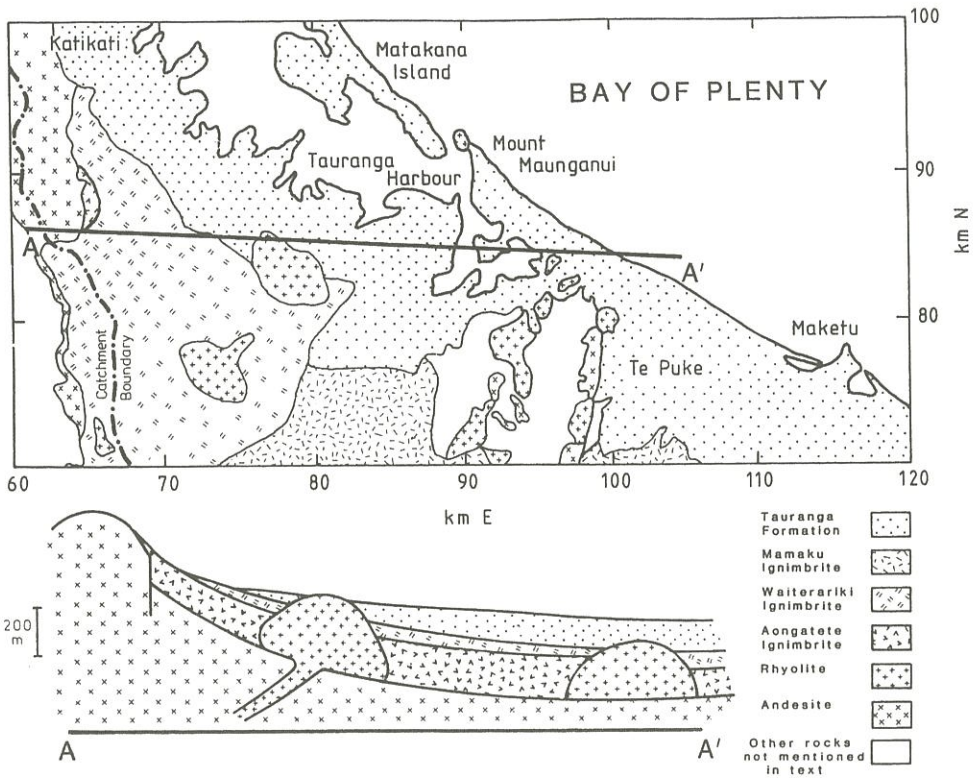 Katikati
Matakana
Island
BAY OF PLENTY
Mount
Maunganui
Tauranga
Harbour
A
A'
Catchment
Boundary
Maketu
Te Puke
100
90
80
km N
60
70
80
90
100
110
120
km E
200
m
A
A'
Tauranga
Formation
Mamaku
Ignimbrite
Waiterariki
Ignimbrite
Aongatete
Ignimbrite
Rhyolite
Andesite
Other rocks
not mentioned
in text